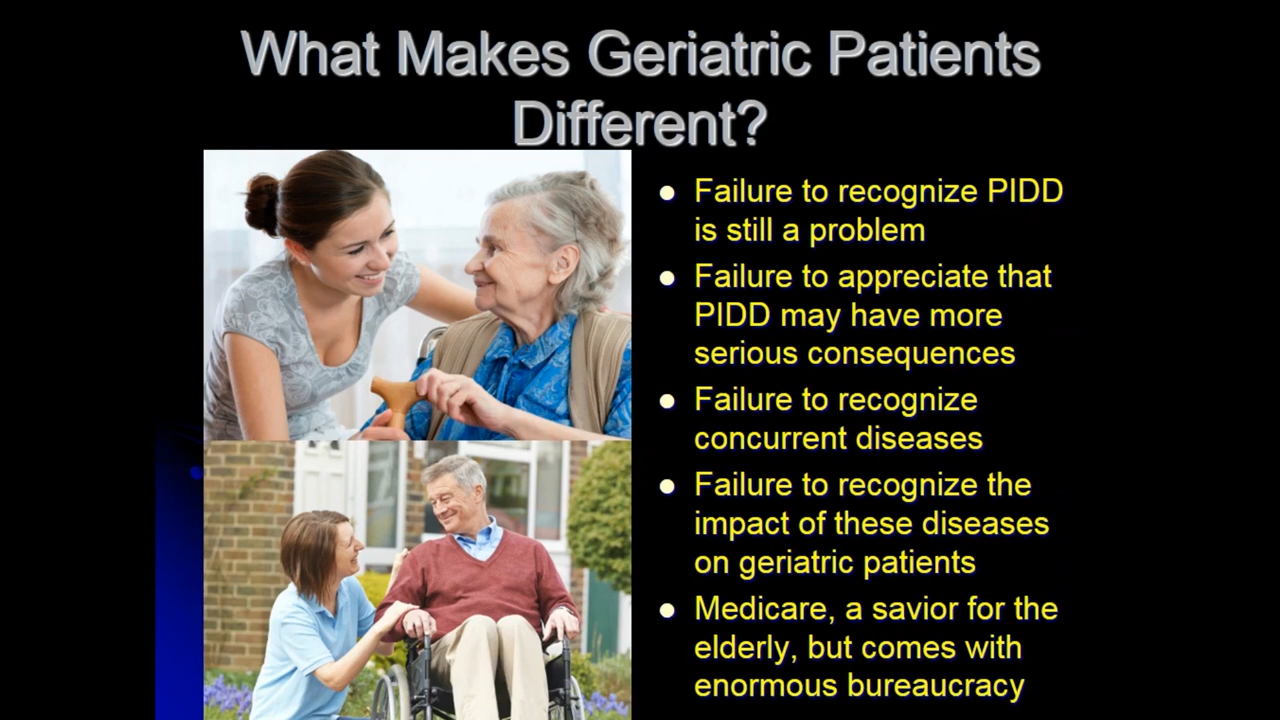 What Makes Geriatric Patients
Different?
● Failure to recognize PIDD
is still a problem
● Failure to appreciate that
PIDD may have more
serious consequences
● Failure to recognize
concurrent diseases
● Failure to recognize the
impact of these diseases
on geriatric patients
● Medicare, a savior for the
elderly, but comes with
enormous bureaucracy